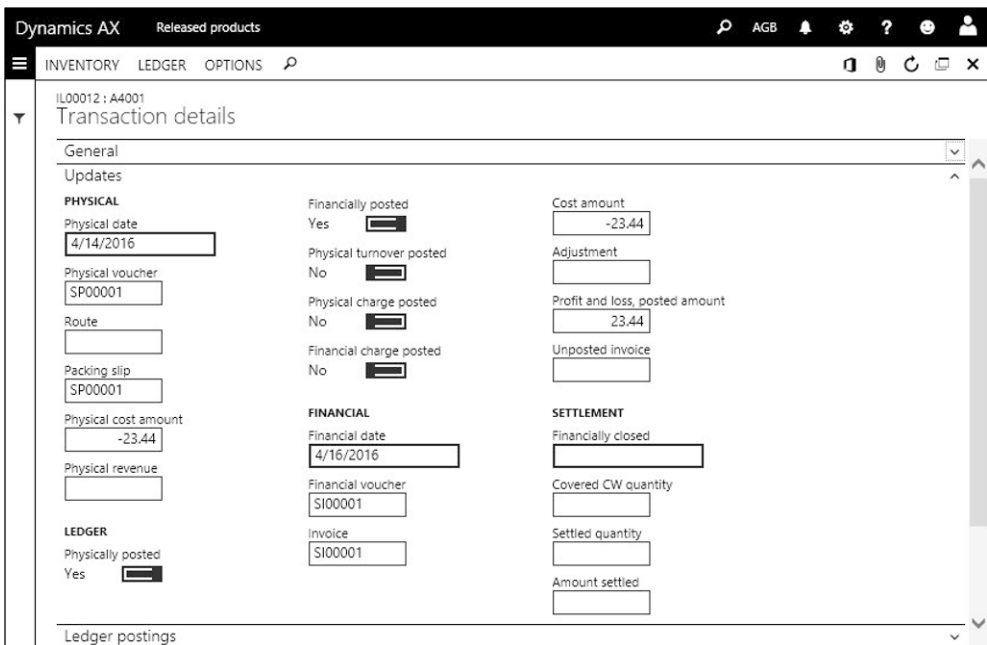 Dynamics AX Released products AGB ?
INVENTORY LEDGER OPTIONS
IL00012 : A4001
Transaction details
General
Updates
PHYSICAL
Physical date
4/14/2016
Physical voucher
SP00001
Route
Packing slip
SP00001
Physical cost amount
-23.44
Physical revenue
LEDGER
Physically posted
Yes
Financially posted
Yes
Physical turnover posted
No
Physical charge posted
No
Financial charge posted
No
FINANCIAL
Financial date
4/16/2016
Financial voucher
SI00001
Invoice
SI00001
Cost amount
-23.44
Adjustment
Profit and loss, posted amount
23.44
Unposted invoice
SETTLEMENT
Financially closed
Covered CW quantity
Settled quantity
Amount settled
Ledger postings